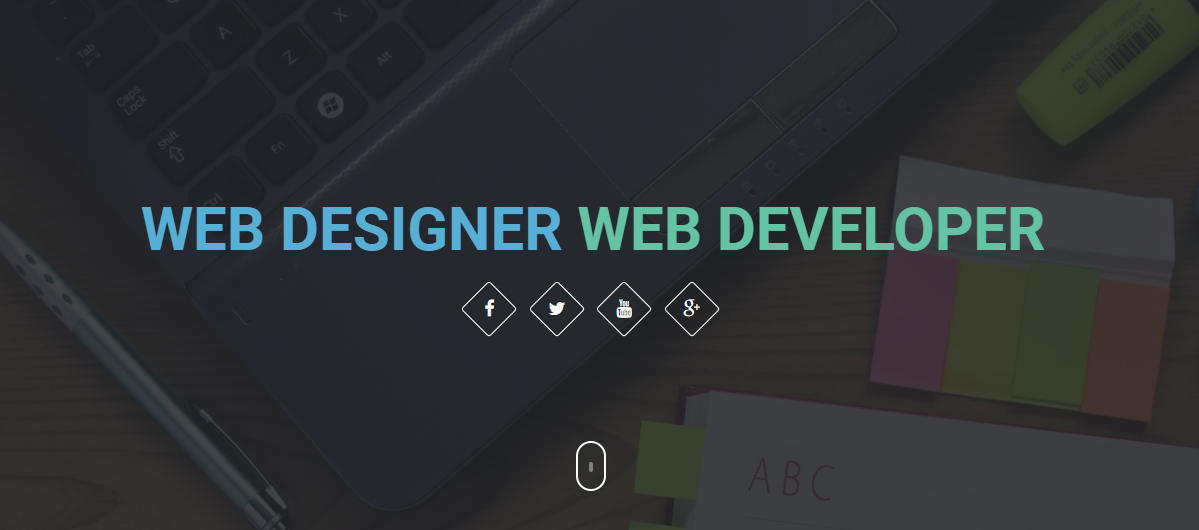 X
A
Tab
Z
Alt
Caps
Lock
Shift
Fn
Ctrl
WEB DESIGNER WEB DEVELOPER
f
You
Tube
g+
ABC